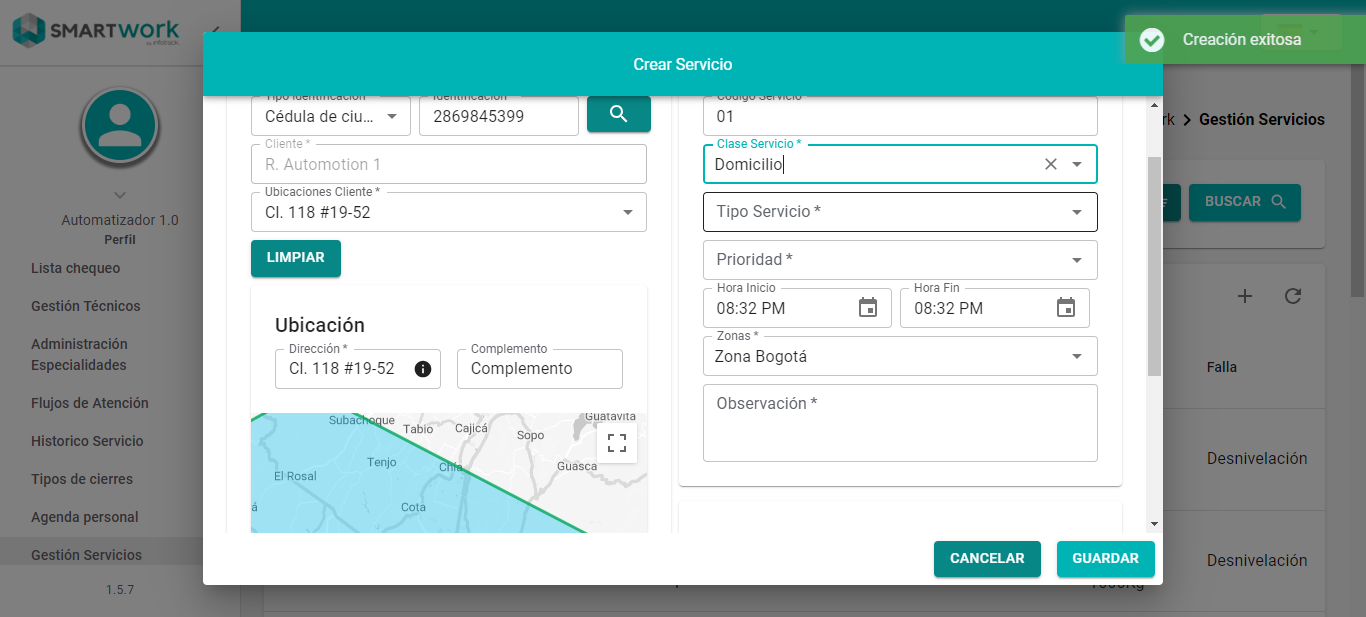 SMARTWORK
by infotrack
Creación exitosa
Crear Servicio
Tipo Identificación
Cédula de ciu...
Identificación
2869845399
Código Servicio
01
rk > Gestión Servicios
Cliente *
R. Automotion 1
Clase Servicio *
Domicilio
Ubicaciones Cliente *
Cl. 118 #19-52
Tipo Servicio *
BUSCAR
Automatizador 1.0
Perfil
LIMPIAR
Prioridad *
Lista chequeo
Gestión Técnicos
Administración
Especialidades
Flujos de Atención
Historico Servicio
Tipos de cierres
Agenda personal
Gestión Servicios
1.5.7
Hora Inicio
08:32 PM
Hora Fin
08:32 PM
Ubicación
Dirección *
Cl. 118 #19-52
Complemento
Complemento
Zonas *
Zona Bogotá
Observación *
Falla
Desnivelación
Desnivelación
Subachoque
Tabio
Cajicá
Sopo
Guatavita
El Rosal
Tenjo
Chía
Guasca
á
Cota
CANCELAR
GUARDAR